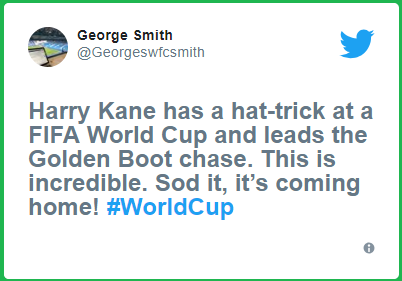 George Smith
@Georgeswfcsmith
Harry Kane has a hat-trick at a
FIFA World Cup and leads the
Golden Boot chase. This is
incredible. Sod it, it’s coming
home! #WorldCup